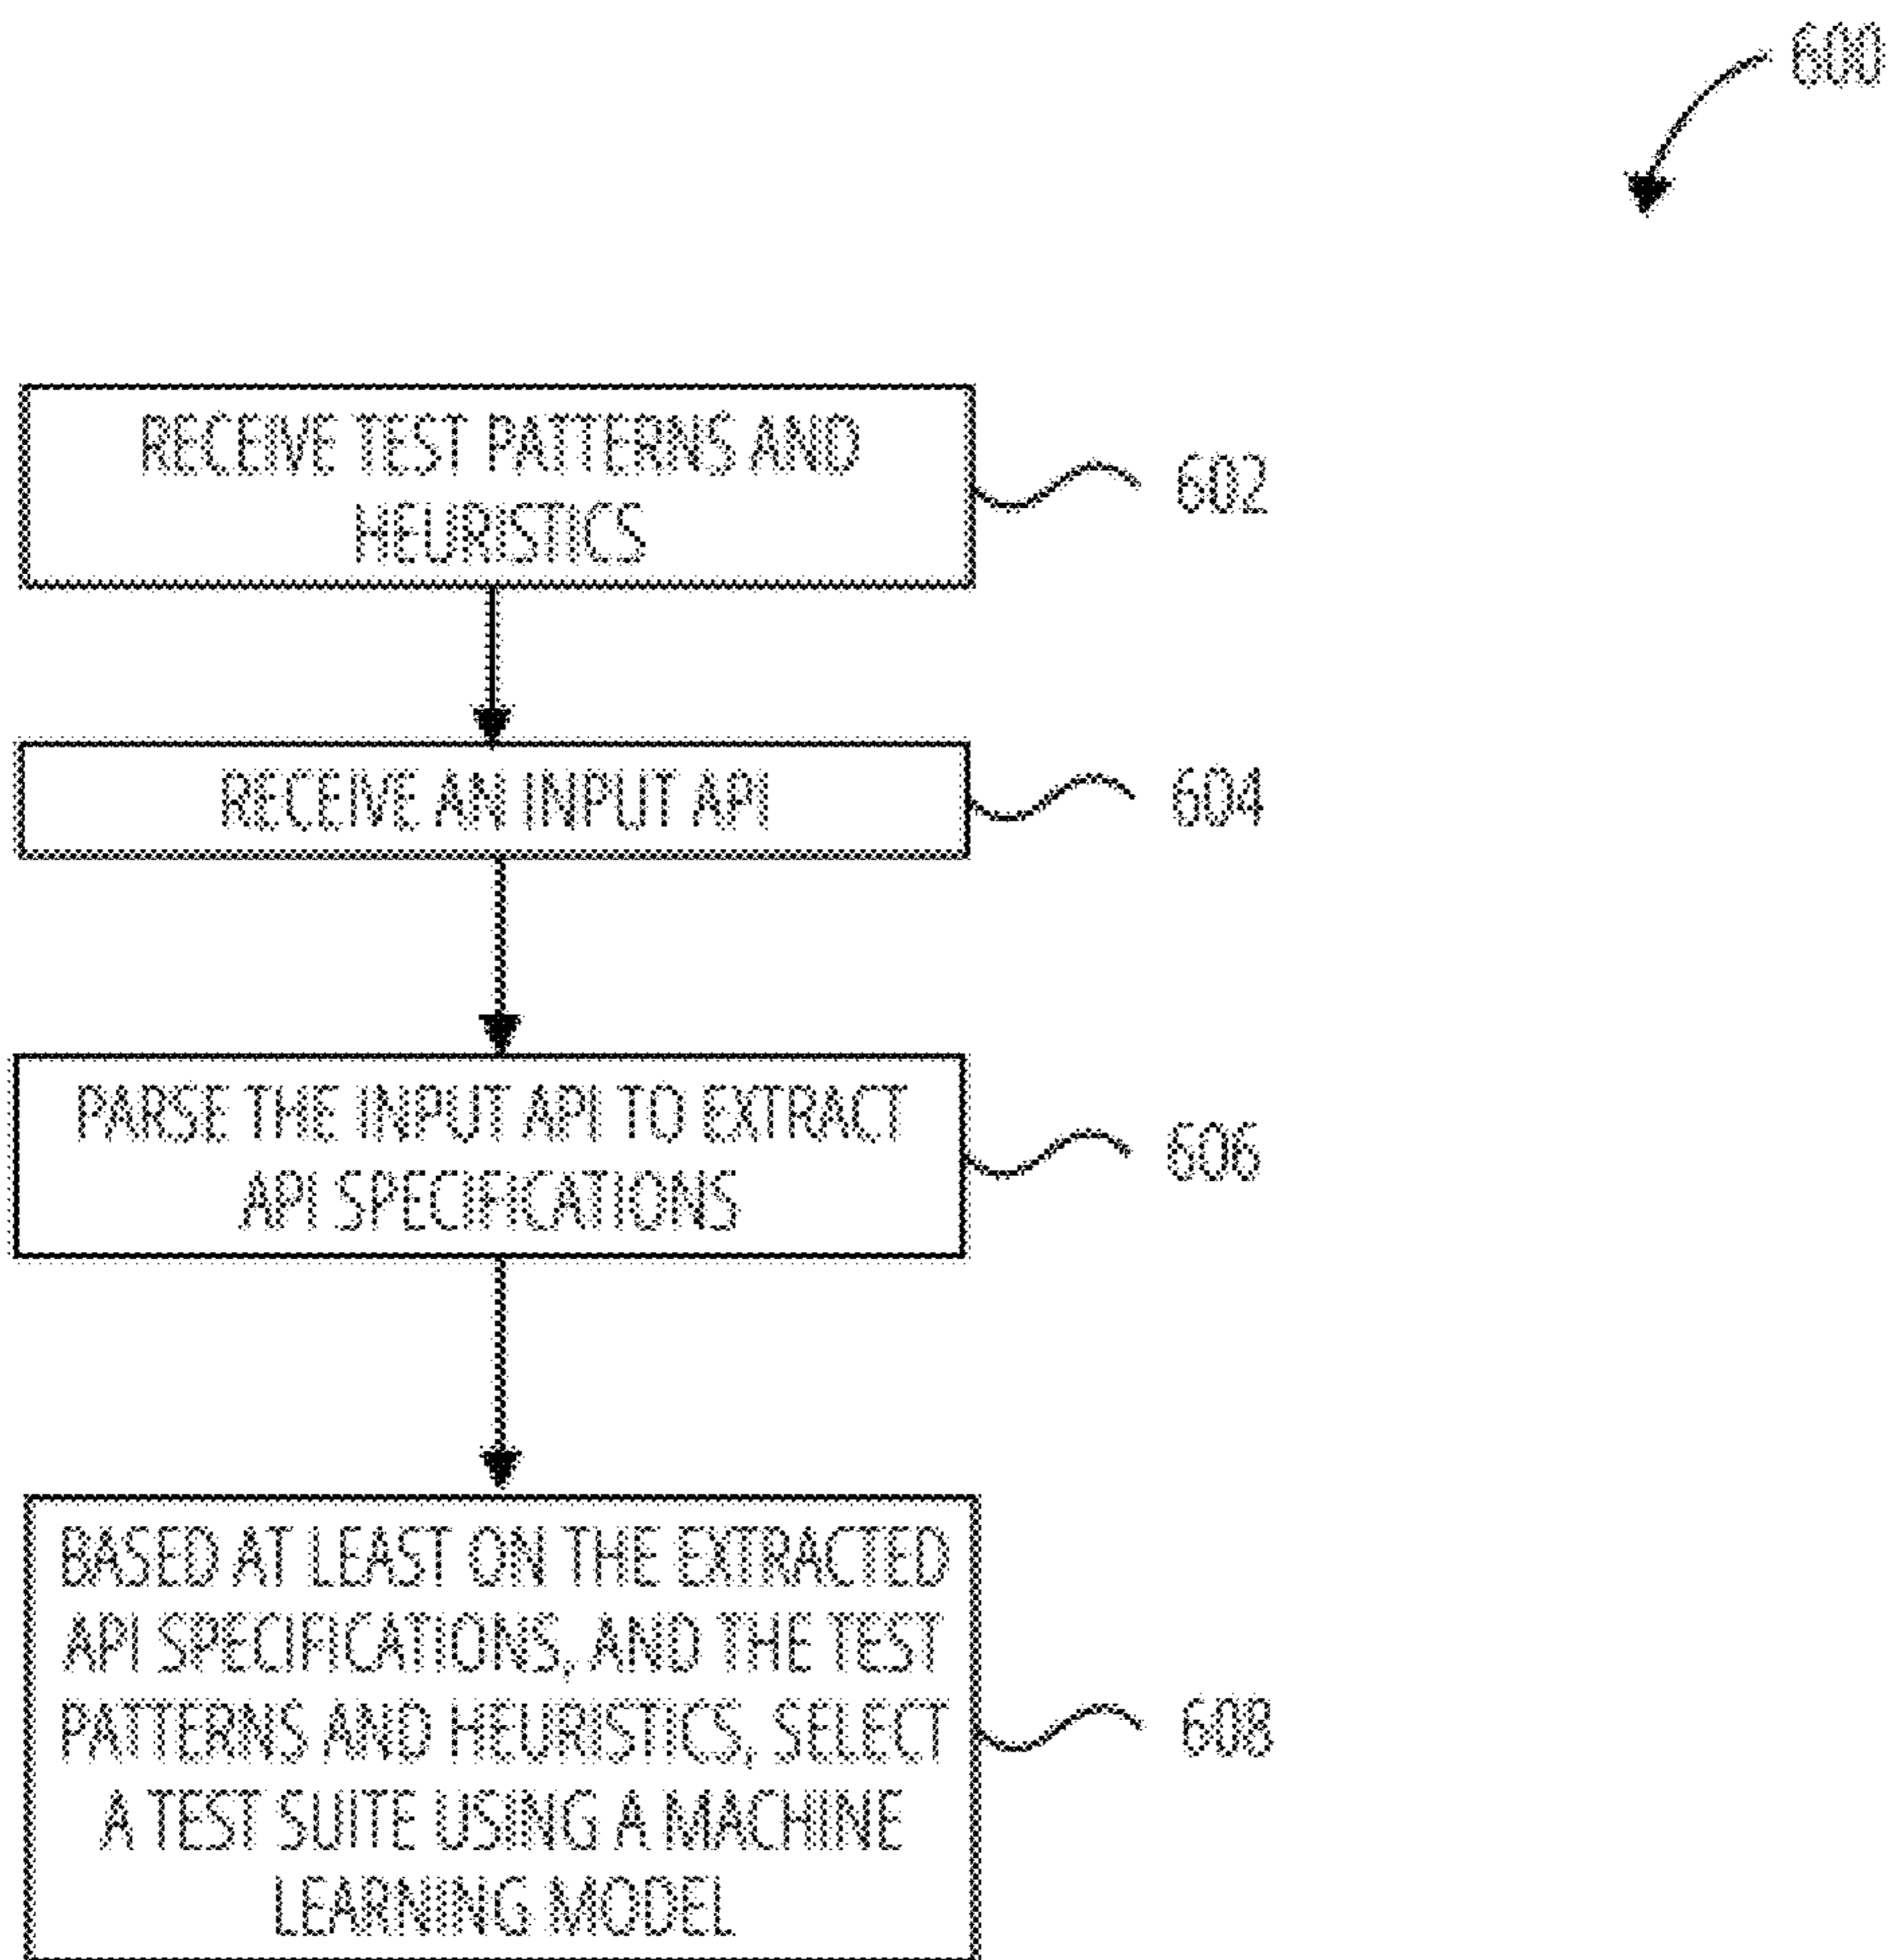 600
RECEIVE TEST PATTERNS AND
HEURISTICS
602
RECEIVE AN INPUT API
604
PARSE THE INPUT API TO EXTRACT
API SPECIFICATIONS
606
BASED AT LEAST ON THE EXTRACTED
API SPECIFICATIONS, AND THE TEST
PATTERNS AND HEURISTICS, SELECT
A TEST SUITE USING A MACHINE
LEARNING MODEL
608